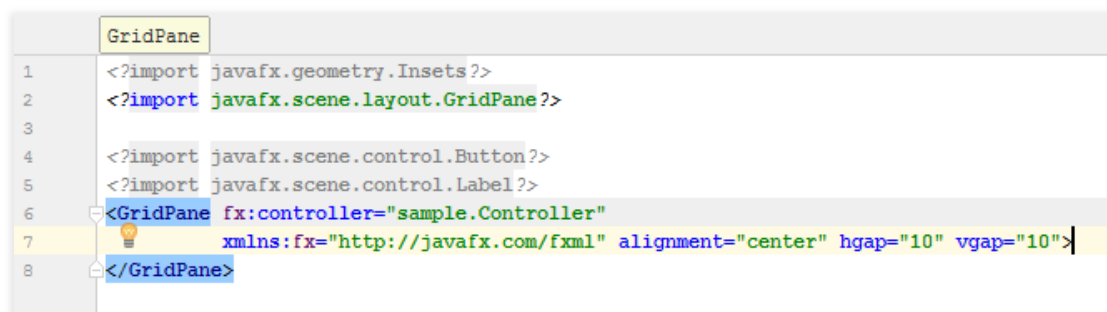 GridPane
1 <?import javafx.geometry.Insets?>
2 <?import javafx.scene.layout.GridPane?>
3
4 <?import javafx.scene.control.Button?>
5 <?import javafx.scene.control.Label?>
6 <GridPane fx:controller="sample.Controller"
7 xmlns:fx="http://javafx.com/fxml" alignment="center" hgap="10" vgap="10">
8 </GridPane>